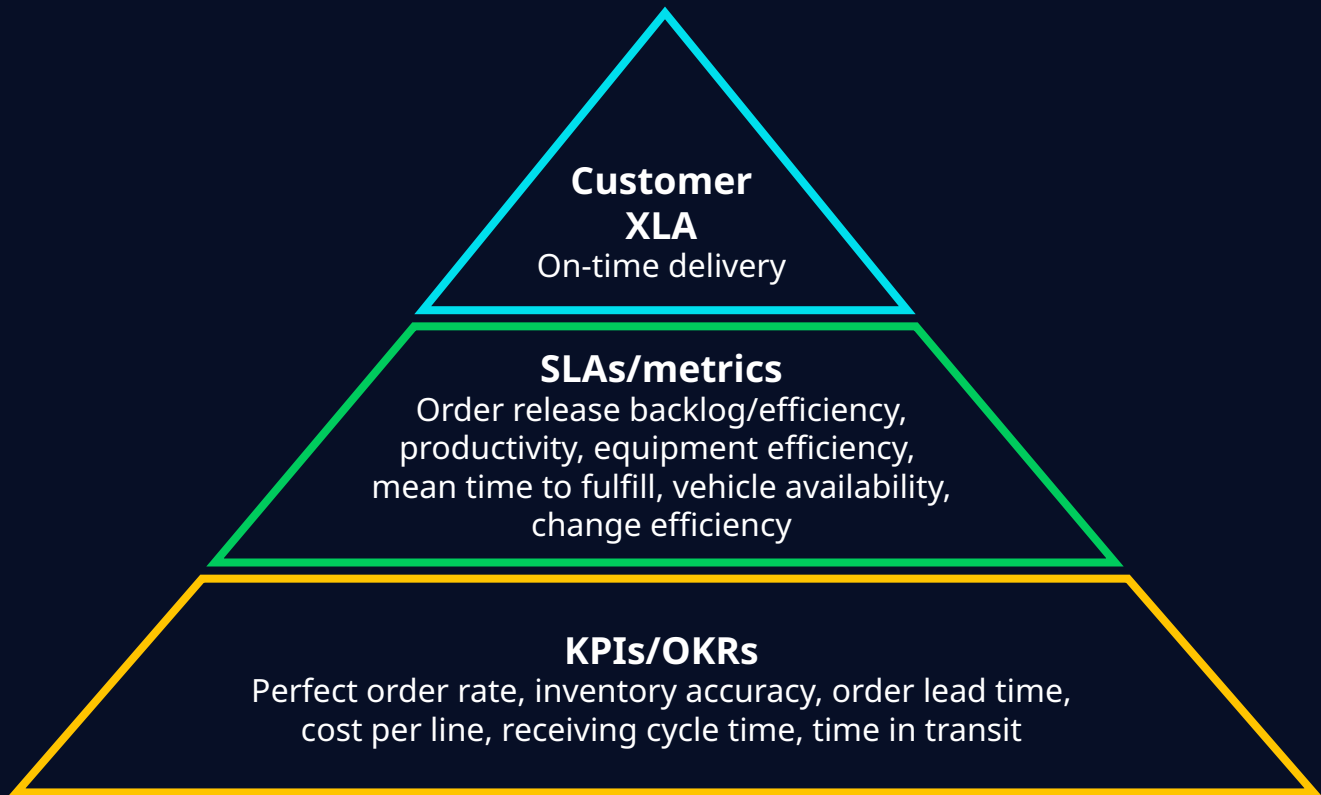 Customer
XLA
On-time delivery
SLAs/metrics
Order release backlog/efficiency,
productivity, equipment efficiency,
mean time to fulfill, vehicle availability,
change efficiency
KPIs/OKRs
Perfect order rate, inventory accuracy, order lead time,
cost per line, receiving cycle time, time in transit